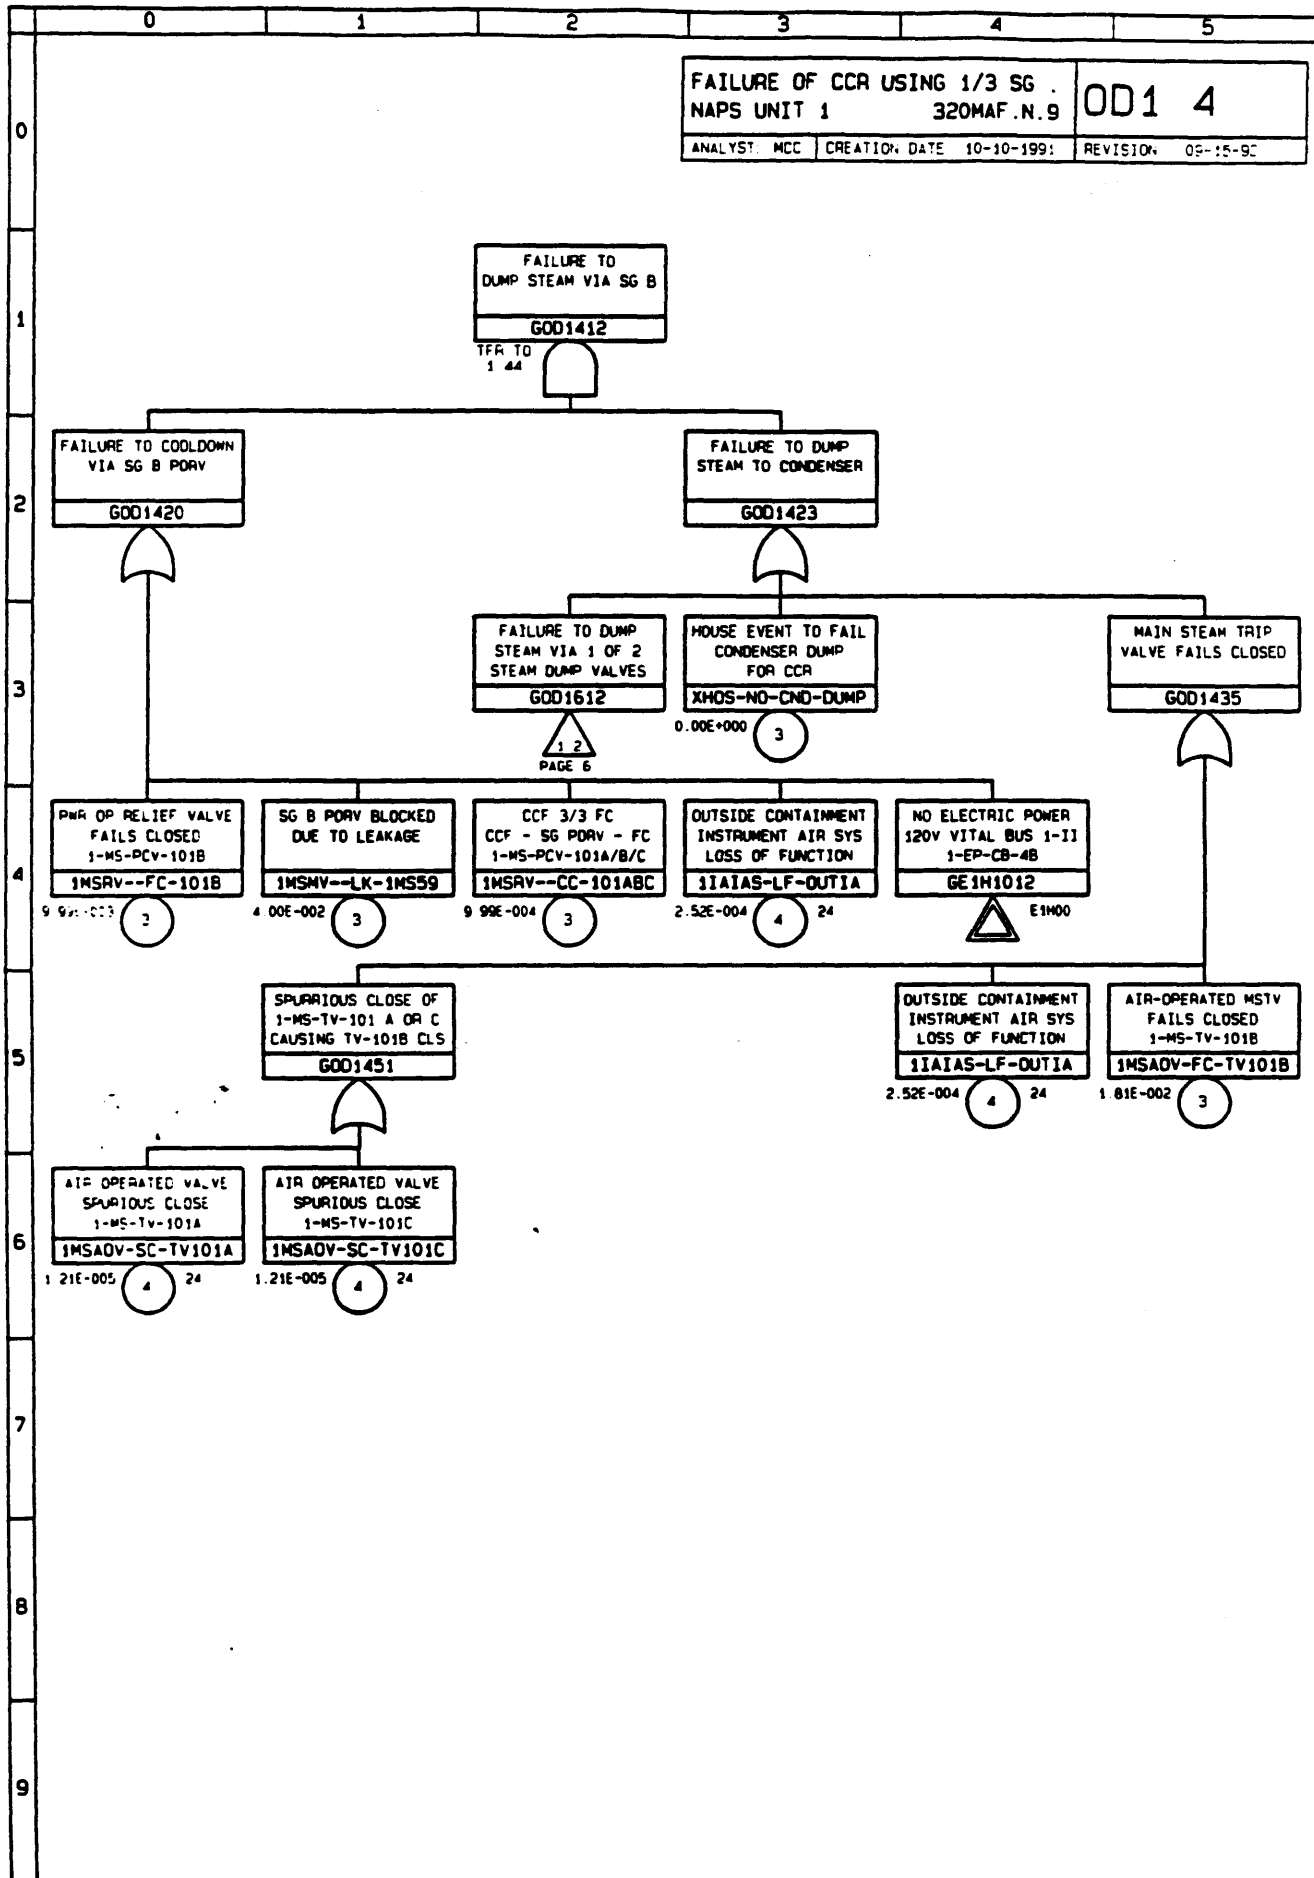 0 1 2 3 4 5
FAILURE OF CCR USING 1/3 SG .
NAPS UNIT 1 320MAF.N.9
OD1 4
ANALYST: MCC CREATION DATE 10-10-1991 REVISION
0
FAILURE TO
DUMP STEAM VIA SG B
GOD1412
TFR TO
1 44
1
FAILURE TO COOLDOWN
VIA SG B PORV
GOD1420
FAILURE TO DUMP
STEAM TO CONDENSER
GOD1423
2
FAILURE TO DUMP
STEAM VIA 1 OF 2
STEAM DUMP VALVES
GOD1612
1 2
PAGE 6
HOUSE EVENT TO FAIL
CONDENSER DUMP
FOR CCR
XHOS-NO-CND-DUMP
0.00E+000 3
MAIN STEAM TRIP
VALVE FAILS CLOSED
GOD1435
3
PWR OP RELIEF VALVE
FAILS CLOSED
1-MS-PCV-101B
1MSRV--FC-101B
SG B PORV BLOCKED
DUE TO LEAKAGE
1MSMV--LK-1MS59
4.00E-002 3
CCF 3/3 FC
CCF - SG PORV - FC
1-MS-PCV-101A/B/C
1MSRV--CC-101ABC
9 99E-004 3
OUTSIDE CONTAINMENT
INSTRUMENT AIR SYS
LOSS OF FUNCTION
1IAIAS-LF-OUTIA
2.52E-004 4 24
NO ELECTRIC POWER
120V VITAL BUS 1-II
1-EP-CB-4B
GE1H1012
E1H00
4
SPURRIOUS CLOSE OF
1-MS-TV-101 A OR C
CAUSING TV-101B CLS
GOD1451
OUTSIDE CONTAINMENT
INSTRUMENT AIR SYS
LOSS OF FUNCTION
1IAIAS-LF-OUTIA
2.52E-004 4 24
AIR-OPERATED MSTV
FAILS CLOSED
1-MS-TV-101B
1MSAOV-FC-TV101B
1.81E-002 3
5
AIR OPERATED VALVE
SPURIOUS CLOSE
1-MS-TV-101A
1MSAOV-SC-TV101A
1 21E-005 4 24
AIR OPERATED VALVE
SPURIOUS CLOSE
1-MS-TV-101C
1MSAOV-SC-TV101C
1.21E-005 4 24
6
7
8
9